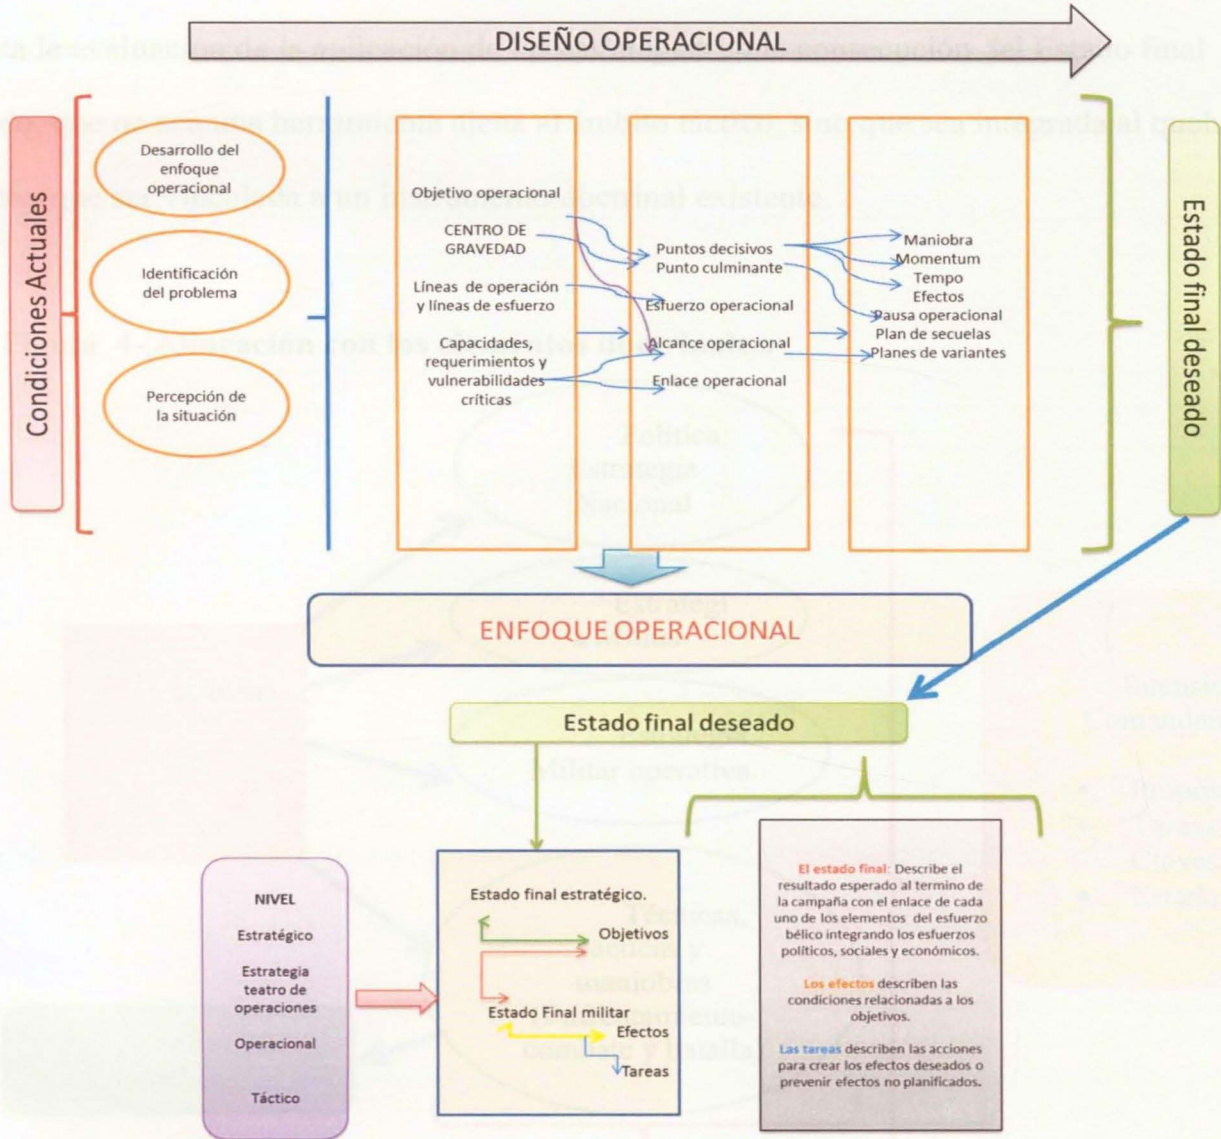 DISEÑO OPERACIONAL
Condiciones Actuales
Desarrollo del
enfoque
operacional
Identificación
del problema
Percepción de
la situación
Objetivo operacional
CENTRO DE
GRAVEDAD
Líneas de operación
y líneas de esfuerzo
Capacidades,
requerimientos y
vulnerabilidades
críticas
Puntos decisivos
Punto culminante
Esfuerzo operacional
Alcance operacional
Enlace operacional
Maniobra
Momentum
Tempo
Efectos
Pausa operacional
Plan de secuelas
Planes de variantes
Estado final deseado
ENFOQUE OPERACIONAL
Estado final deseado
NIVEL
Estratégico
Estrategia
teatro de
operaciones
Operacional
Táctico
Estado final estratégico.
Objetivos
Estado Final militar
Efectos
Tareas
El estado final: Describe el
resultado esperado al termino de
la campaña con el enlace de cada
uno de los elementos del esfuerzo
bélico integrando los esfuerzos
políticos, sociales y económicos.
Los efectos describen las
condiciones relacionadas a los
objetivos.
Las tareas describen las acciones
para crear los efectos deseados o
prevenir efectos no planificados.